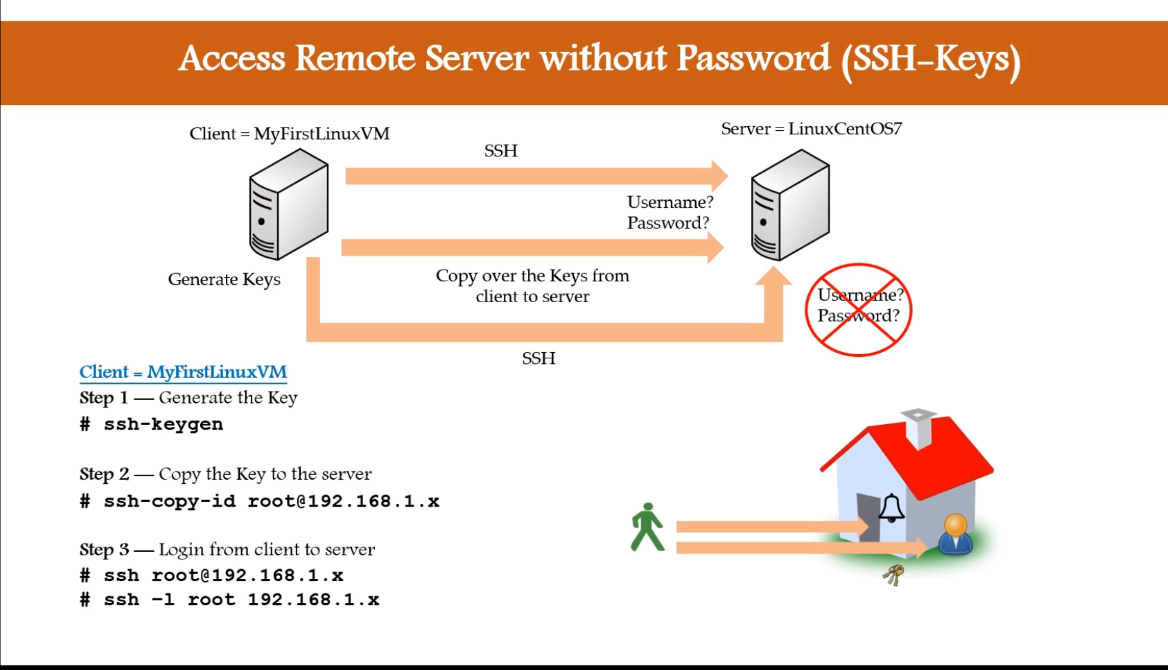 Access Remote Server without Password (SSH-Keys)
Client = MyFirstLinuxVM
Server = LinuxCentOS7
SSH
Username?
Password?
Generate Keys
Copy over the Keys from
client to server
Username?
Password?
SSH
Client = MyFirstLinuxVM
Step 1 — Generate the Key
# ssh-keygen
Step 2 — Copy the Key to the server
# ssh-copy-id root@192.168.1.x
Step 3 — Login from client to server
# ssh root@192.168.1.x
# ssh –l root 192.168.1.x